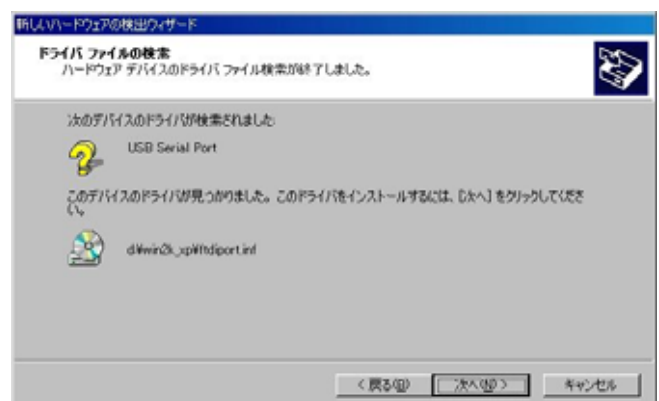 新しいハードウェアの検出ウィザード
ドライバ ファイルの検索
ハードウェア デバイスのドライバ ファイル検索が終了しました。
次のデバイスのドライバが検索されました:
USB Serial Port
このデバイスのドライバが見つかりました。このドライバをインストールするには、[次へ] をクリックしてくださ
い。
d:¥win2k_xp¥ftdiport.inf
< 戻る(B)
次へ(N) >
キャンセル